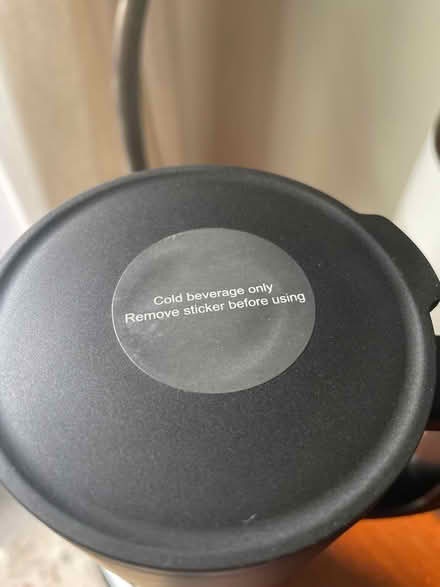 Cold beverage only
Remove sticker before using